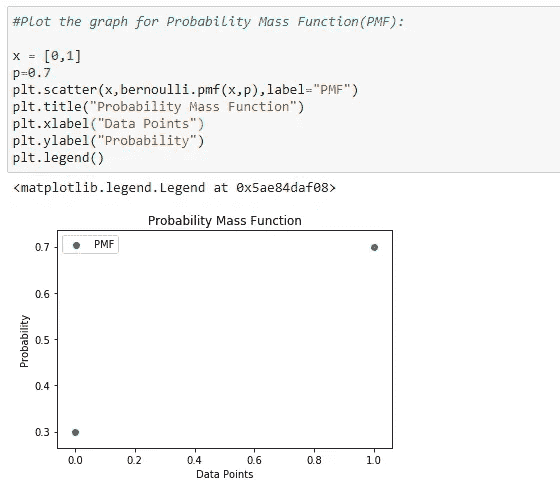 #Plot the graph for Probability Mass Function(PMF):
x = [0,1]
p=0.7
plt.scatter(x,bernoulli.pmf(x,p),label="PMF")
plt.title("Probability Mass Function")
plt.xlabel("Data Points")
plt.ylabel("Probability")
plt.legend()
<matplotlib.legend.Legend at 0x5ae84daf08>
Probability Mass Function
PMF
0.7
0.6
0.5
0.4
0.3
Probability
0.0 0.2 0.4 0.6 0.8 1.0
Data Points